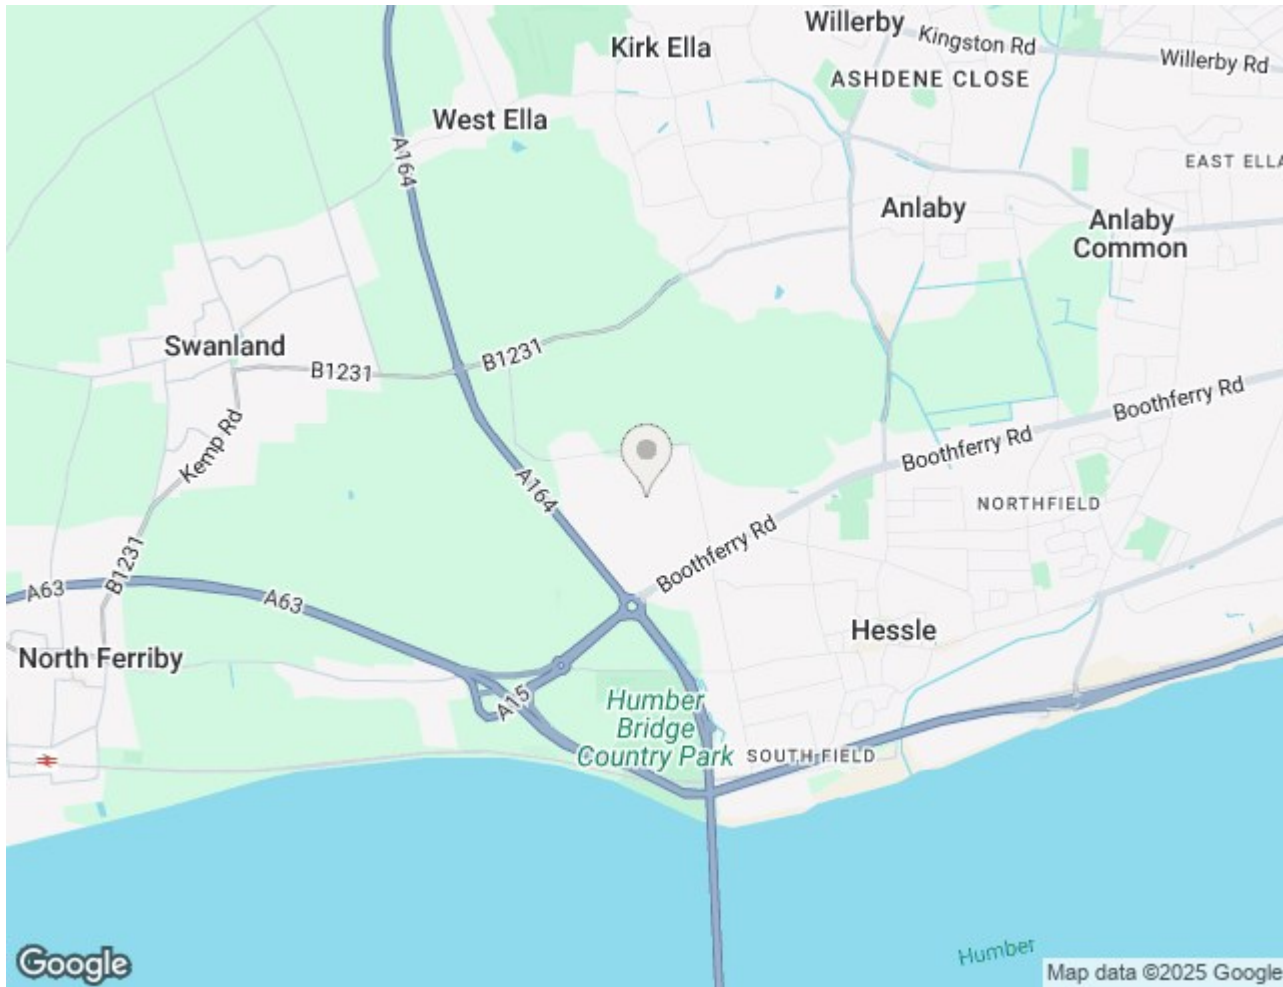 Willerby
Kirk Ella
Kingston Rd
Willerby Rd
ASHDENE CLOSE
West Ella
A164
EAST ELLA
Anlaby
Anlaby
Common
Swanland
B1231
B1231
Boothferry Rd
Kemp Rd
Boothferry Rd
A164
NORTHFIELD
Boothferry Rd
B1231
A63
A63
Hessle
North Ferriby
A15
Humber
Bridge
Country Park
SOUTH FIELD
Humber
Google
Map data ©2025 Google